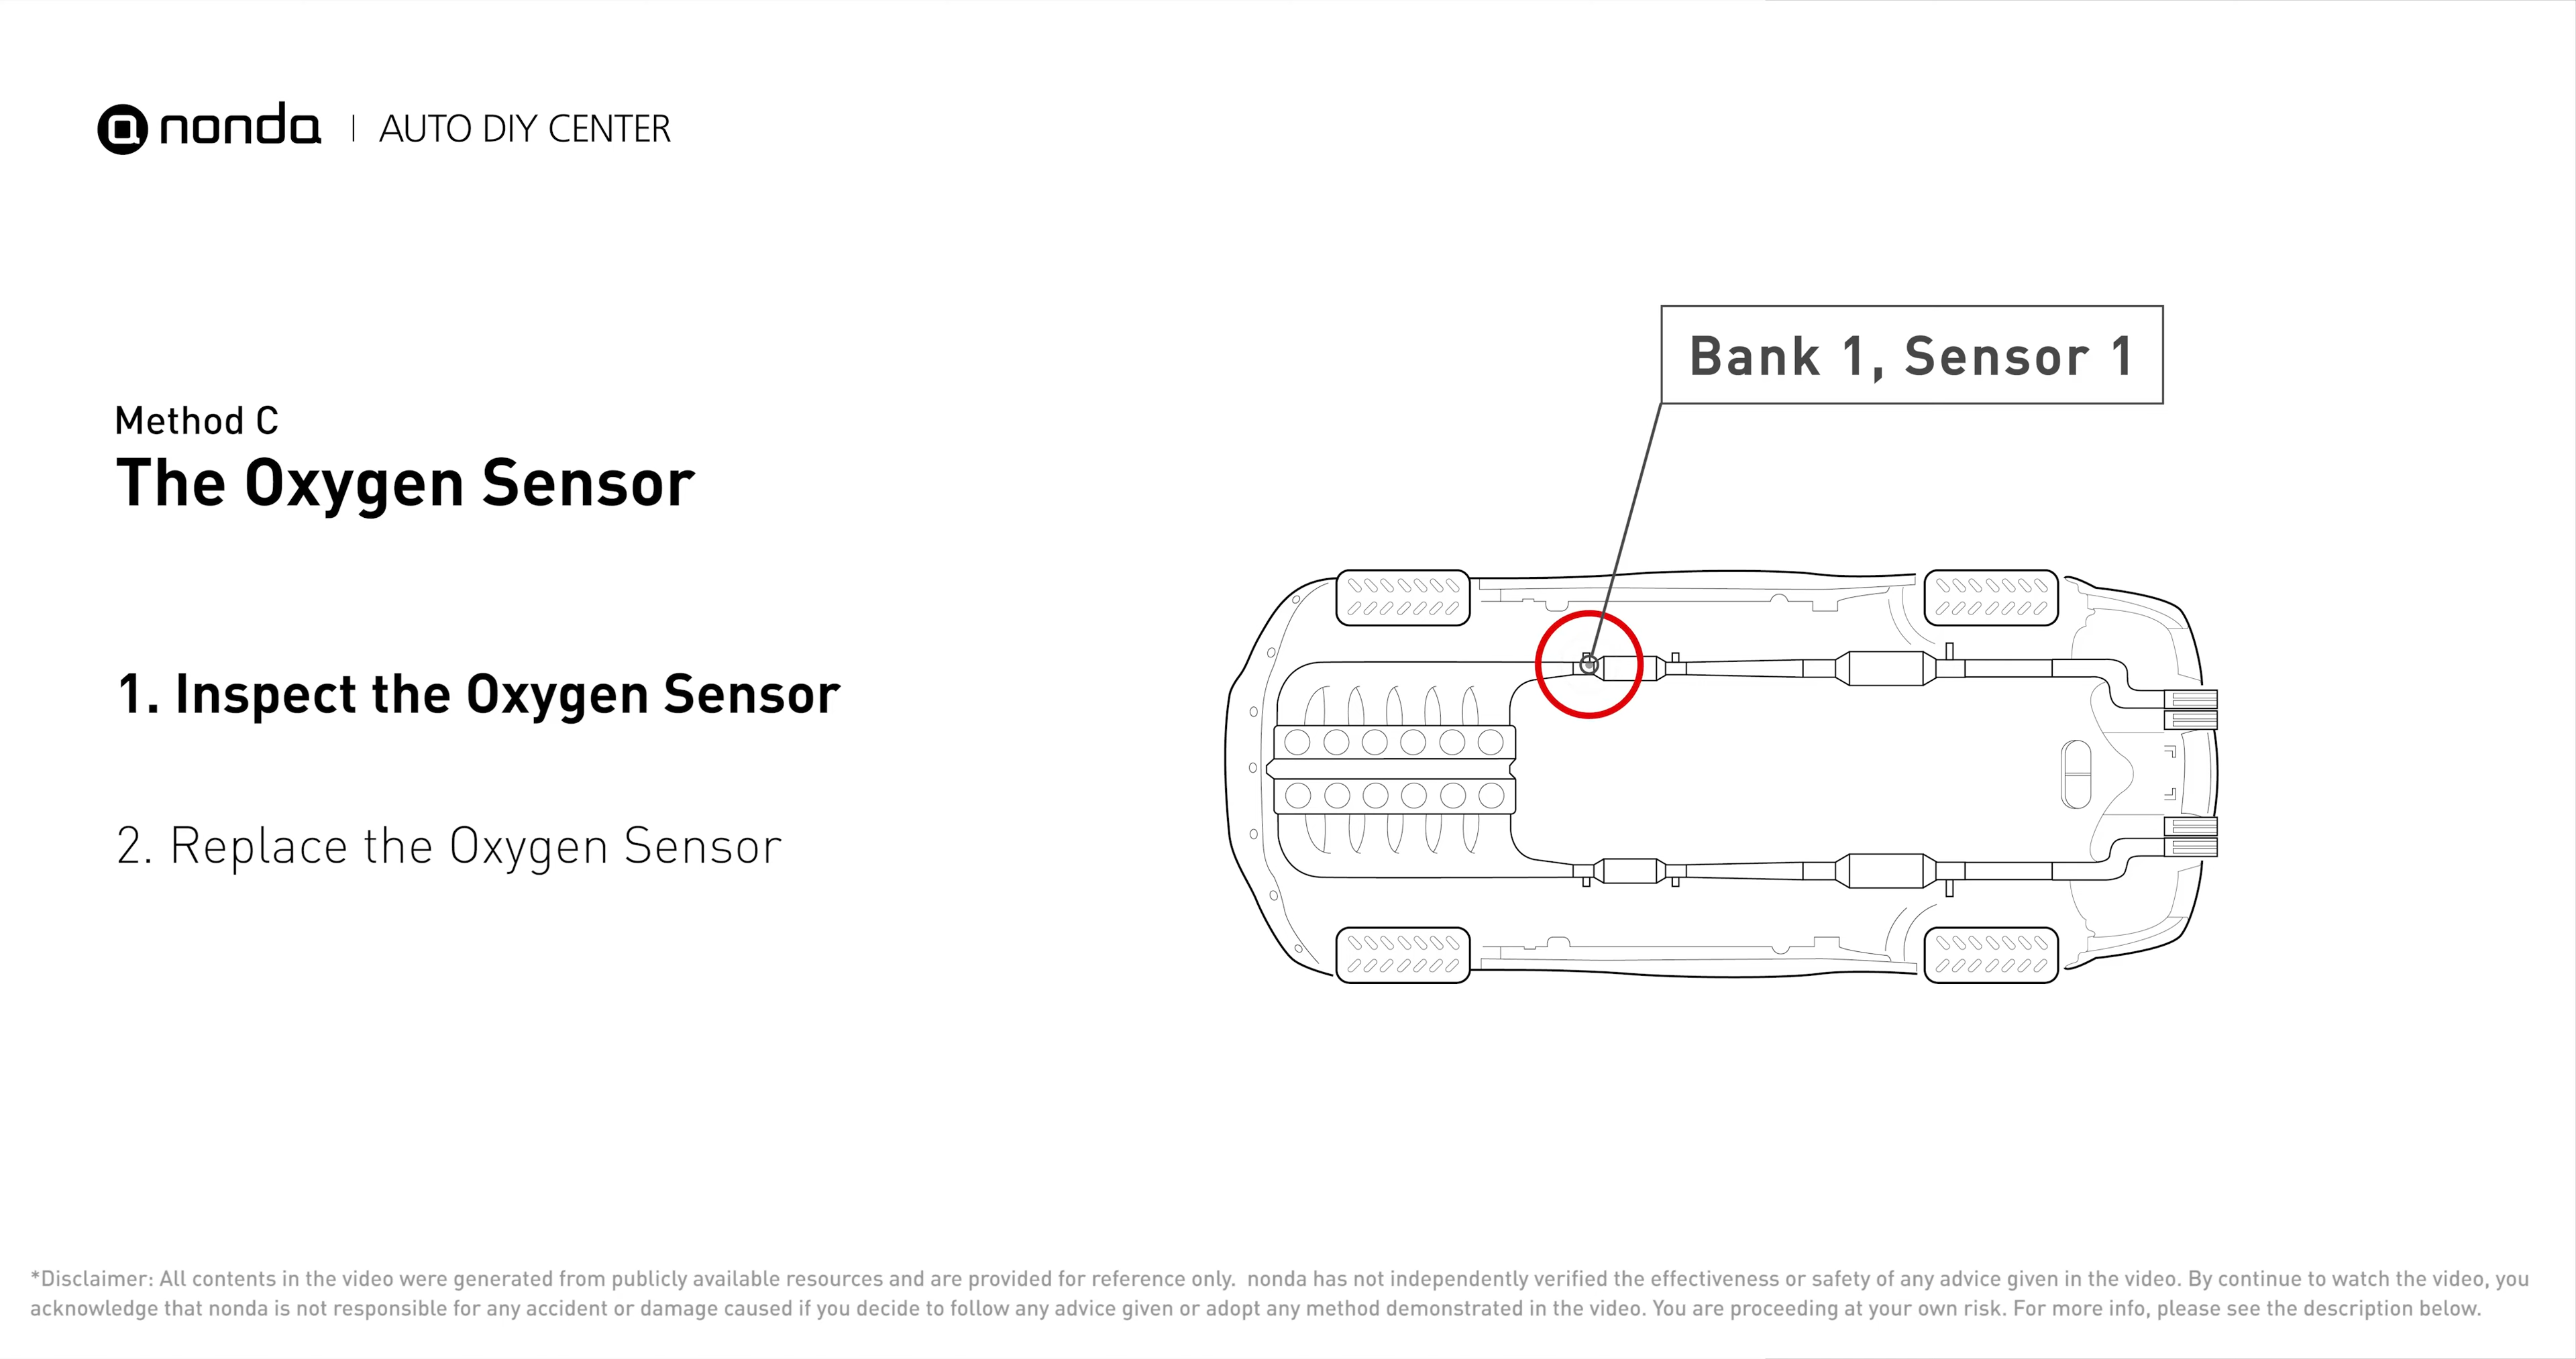 nonda | AUTO DIY CENTER
Bank 1, Sensor 1
Method C
The Oxygen Sensor
1. Inspect the Oxygen Sensor
2. Replace the Oxygen Sensor
*Disclaimer: All contents in the video were generated from publicly available resources and are provided for reference only. nonda has not independently verified the effectiveness or safety of any advice given in the video. By continue to watch the video, you
acknowledge that nonda is not responsible for any accident or damage caused if you decide to follow any advice given or adopt any method demonstrated in the video. You are proceeding at your own risk. For more info, please see the description below.